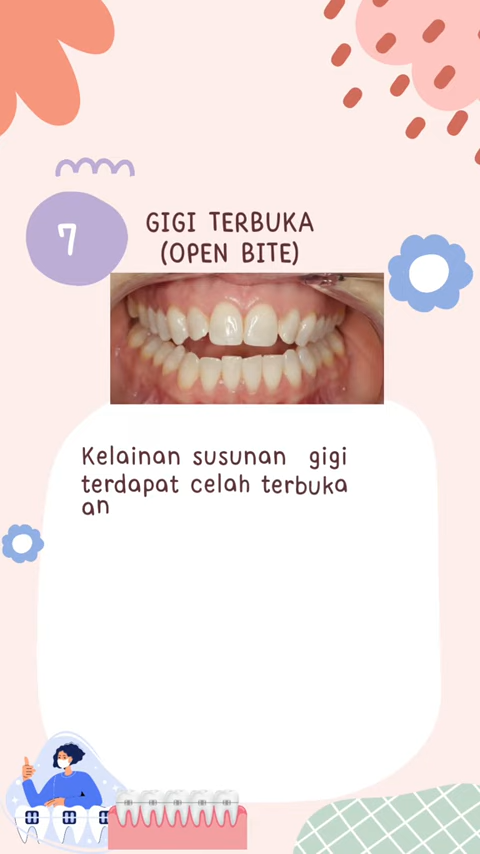 7
GIGI TERBUKA
(OPEN BITE)
Kelainan susunan gigi
terdapat celah terbuka
an